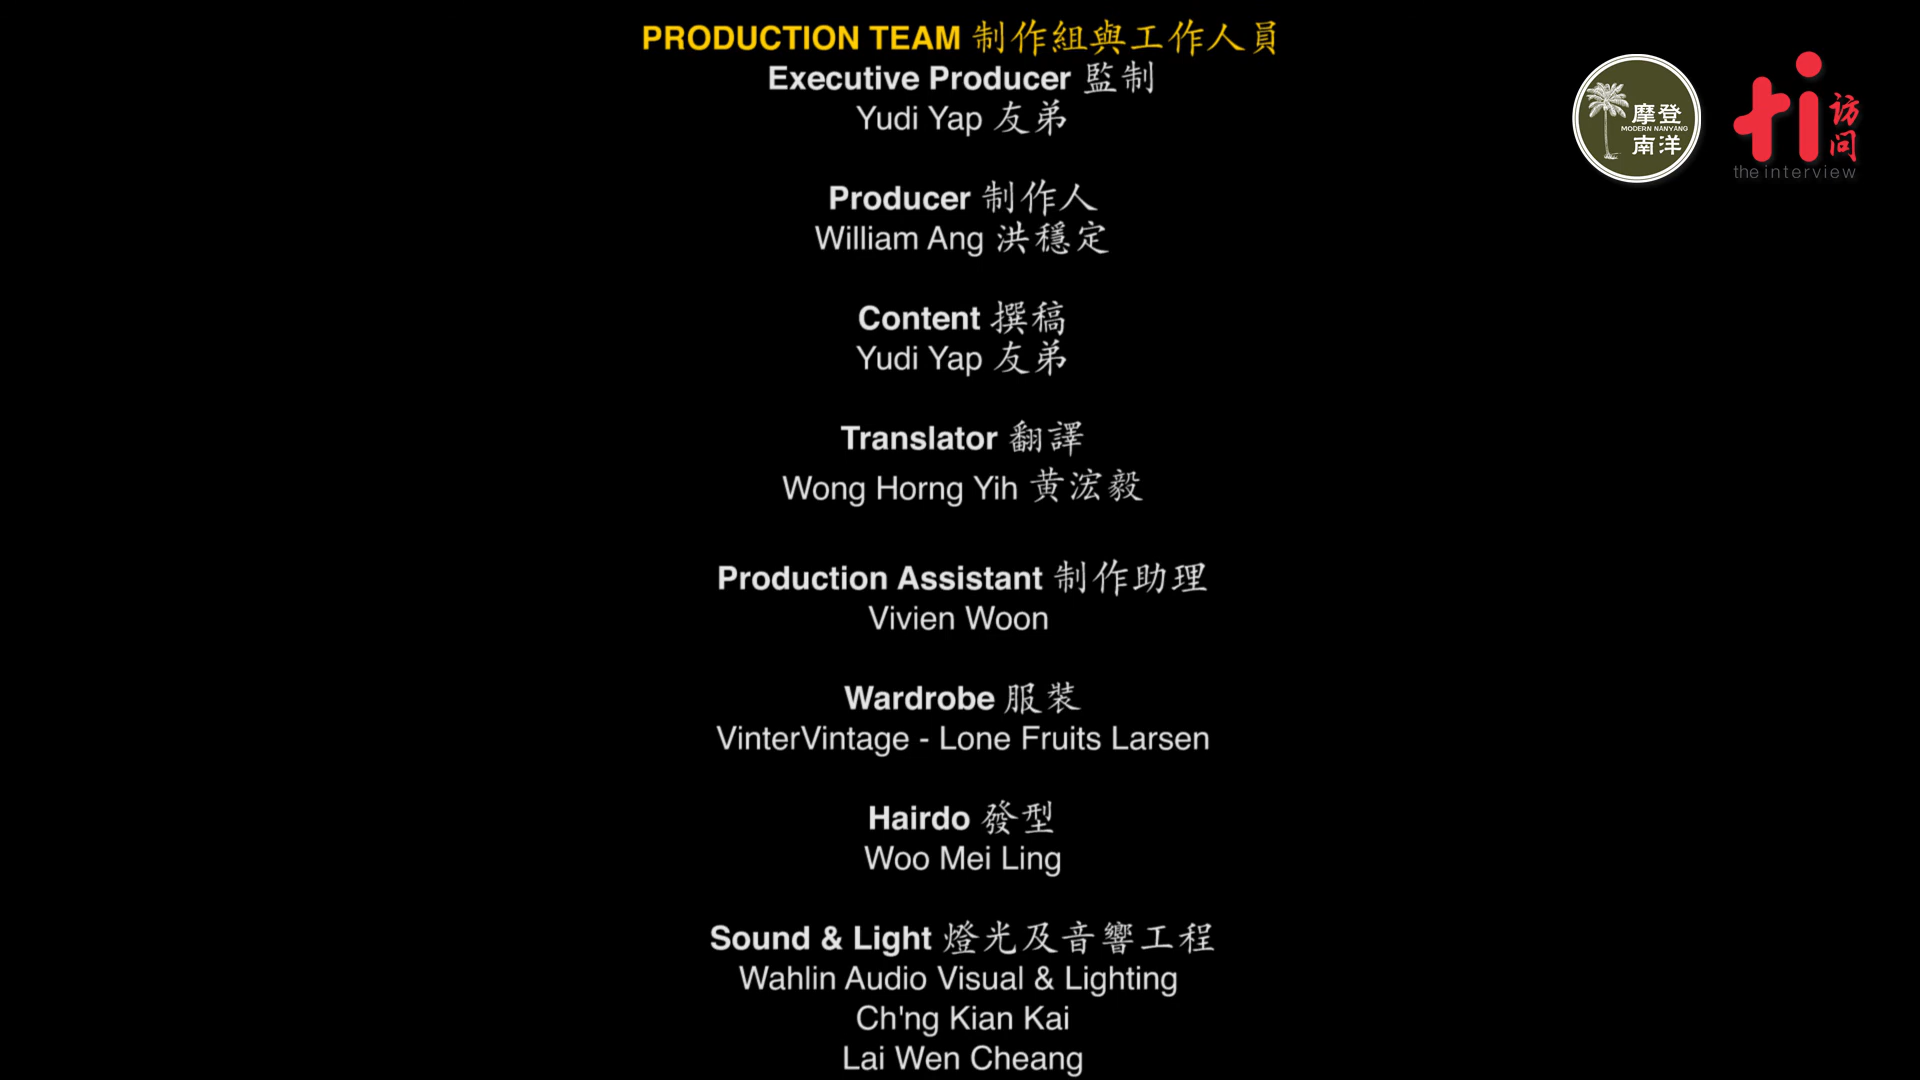 PRODUCTION TEAM 制作組與工作人員
Executive Producer 監制
Yudi Yap 友弟
Producer 制作人
William Ang 洪穩定
Content 撰稿
Yudi Yap 友弟
Translator 翻譯
Wong Horng Yih 黄浤毅
Production Assistant 制作助理
Vivien Woon
Wardrobe 服裝
VinterVintage - Lone Fruits Larsen
Hairdo 發型
Woo Mei Ling
Sound & Light 燈光及音響工程
Wahlin Audio Visual & Lighting
Ch'ng Kian Kai
Lai Wen Cheang
摩登
MODERN NANYANG
南洋
ti 访问
the interview